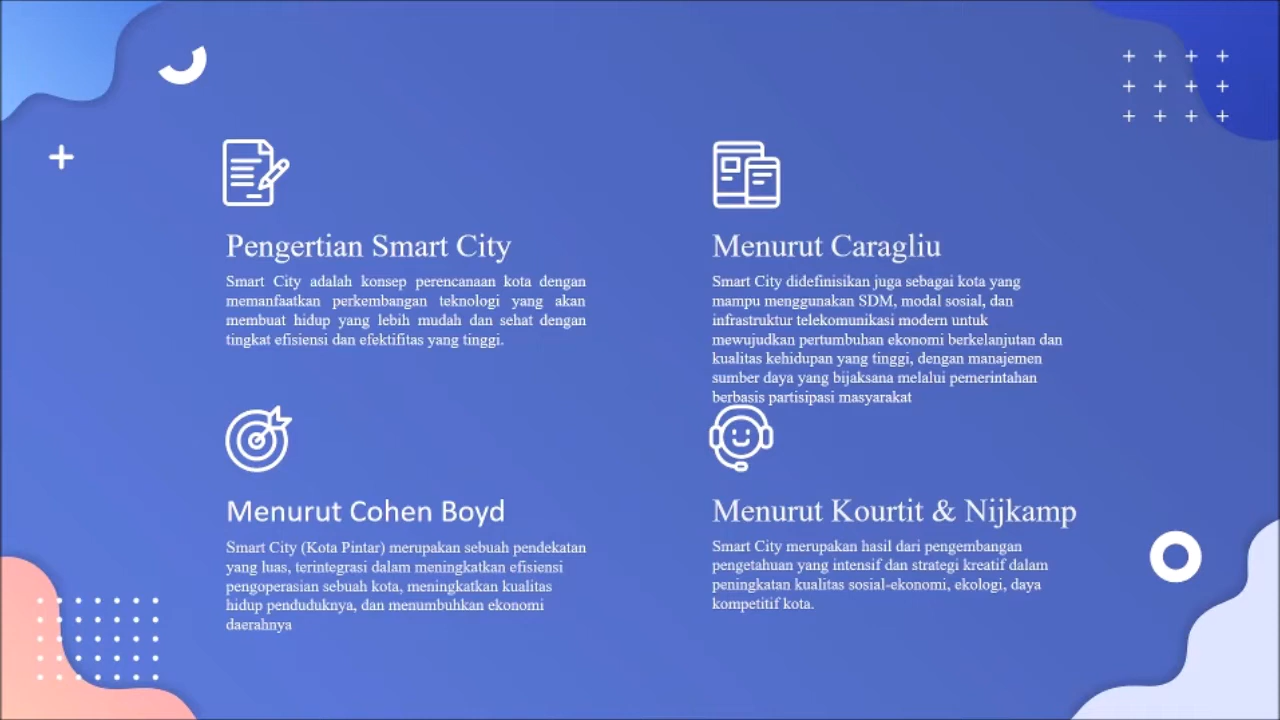 Pengertian Smart City
Smart City adalah konsep perencanaan kota dengan
memanfaatkan perkembangan teknologi yang akan
membuat hidup yang lebih mudah dan sehat dengan
tingkat efisiensi dan efektifitas yang tinggi.
Menurut Caragliu
Smart City didefinisikan juga sebagai kota yang
mampu menggunakan SDM, modal sosial, dan
infrastruktur telekomunikasi modern untuk
mewujudkan pertumbuhan ekonomi berkelanjutan dan
kualitas kehidupan yang tinggi, dengan manajemen
sumber daya yang bijaksana melalui pemerintahan
berbasis partisipasi masyarakat
Menurut Cohen Boyd
Smart City (Kota Pintar) merupakan sebuah pendekatan
yang luas, terintegrasi dalam meningkatkan efisiensi
pengoperasian sebuah kota, meningkatkan kualitas
hidup penduduknya, dan menumbuhkan ekonomi
daerahnya
Menurut Kourtit & Nijkamp
Smart City merupakan hasil dari pengembangan
pengetahuan yang intensif dan strategi kreatif dalam
peningkatan kualitas sosial-ekonomi, ekologi, daya
kompetitif kota.